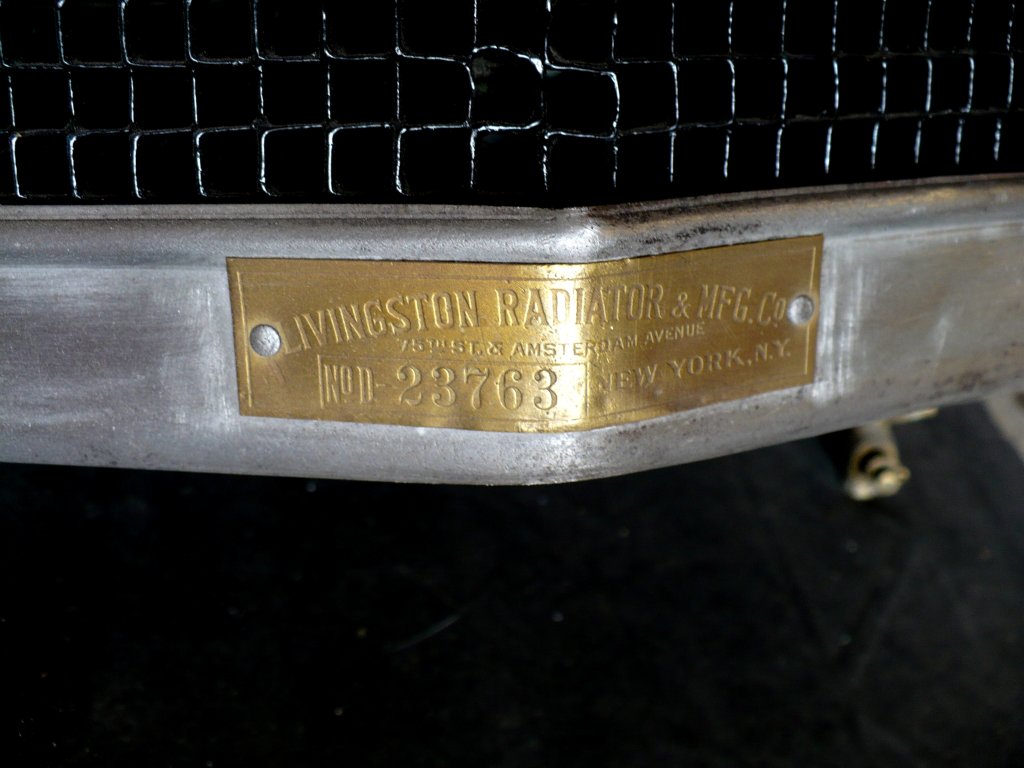 LIVINGSTON RADIATOR & MFG. Co
75TH ST. & AMSTERDAM AVENUE
No D-23763 NEW YORK, N.Y.